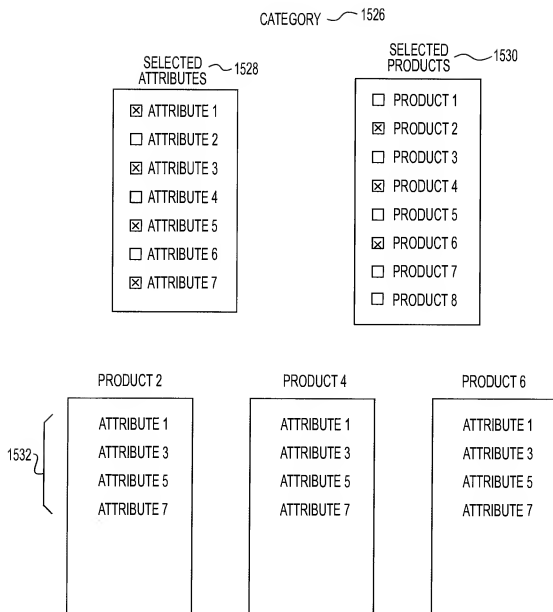 CATEGORY 1526
SELECTED ATTRIBUTES 1528
ATTRIBUTE 1
ATTRIBUTE 2
ATTRIBUTE 3
ATTRIBUTE 4
ATTRIBUTE 5
ATTRIBUTE 6
ATTRIBUTE 7
SELECTED PRODUCTS 1530
PRODUCT 1
PRODUCT 2
PRODUCT 3
PRODUCT 4
PRODUCT 5
PRODUCT 6
PRODUCT 7
PRODUCT 8
1532
PRODUCT 2
ATTRIBUTE 1
ATTRIBUTE 3
ATTRIBUTE 5
ATTRIBUTE 7
PRODUCT 4
ATTRIBUTE 1
ATTRIBUTE 3
ATTRIBUTE 5
ATTRIBUTE 7
PRODUCT 6
ATTRIBUTE 1
ATTRIBUTE 3
ATTRIBUTE 5
ATTRIBUTE 7